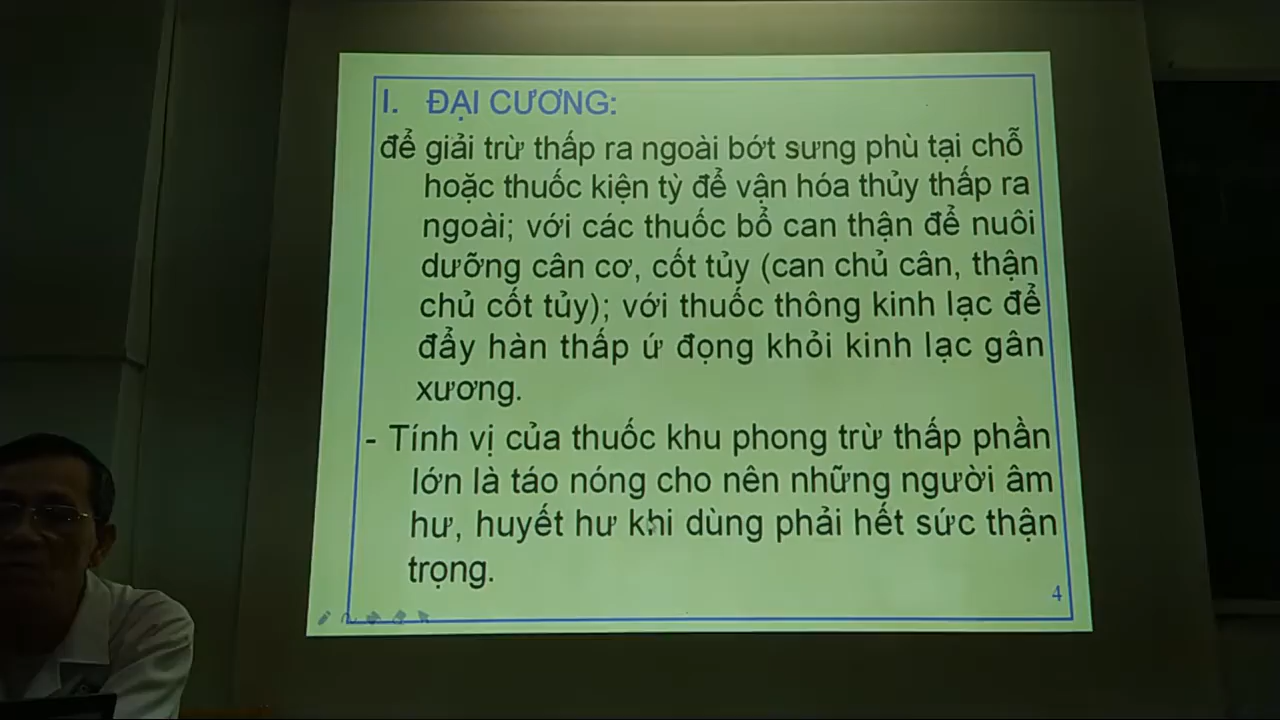 I. ĐẠI CƯƠNG:
để giải trừ thấp ra ngoài bớt sưng phù tại chỗ
hoặc thuốc kiện tỳ để vận hóa thủy thấp ra
ngoài; với các thuốc bổ can thận để nuôi
dưỡng cân cơ, cốt tủy (can chủ cân, thận
chủ cốt tủy); với thuốc thông kinh lạc để
đẩy hàn thấp ứ đọng khỏi kinh lạc gân
xương.
- Tính vị của thuốc khu phong trừ thấp phần
lớn là táo nóng cho nên những người âm
hư, huyết hư khi dùng phải hết sức thận
trọng.
4